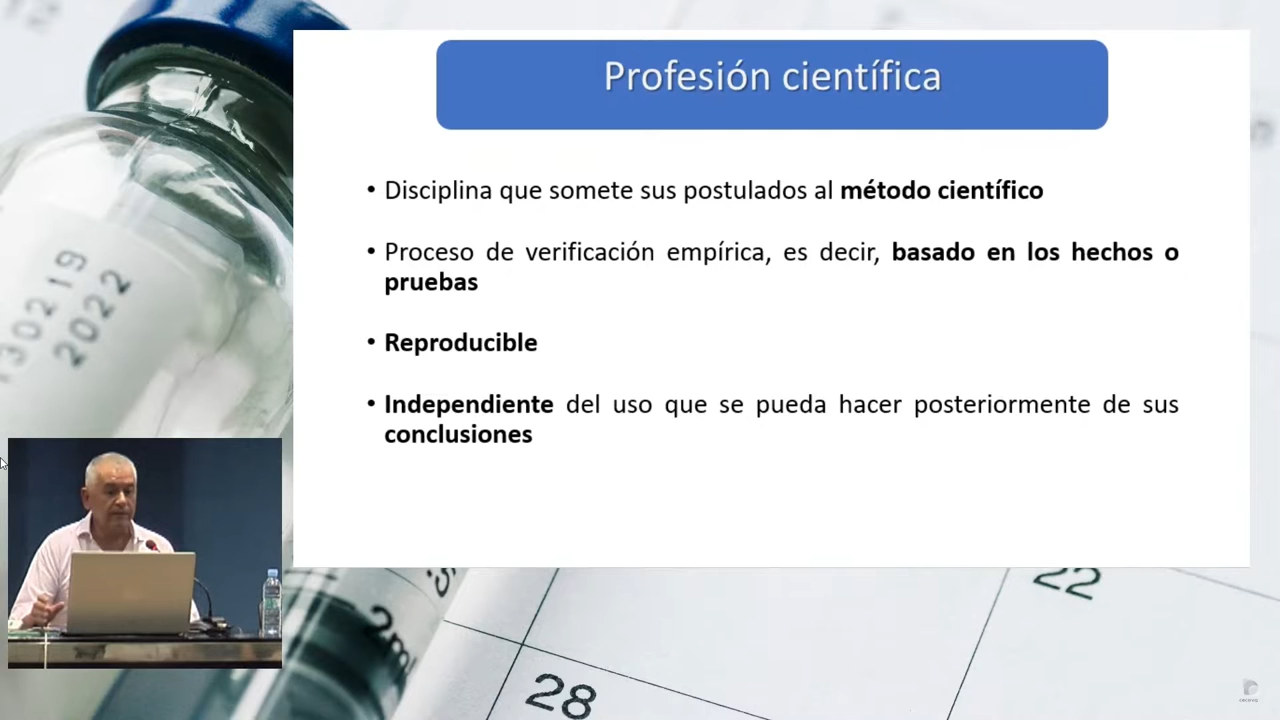 Profesión científica
• Disciplina que somete sus postulados al método científico
• Proceso de verificación empírica, es decir, basado en los hechos o
pruebas
• Reproducible
• Independiente del uso que se pueda hacer posteriormente de sus
conclusiones
30219
2022
2ml
28
22